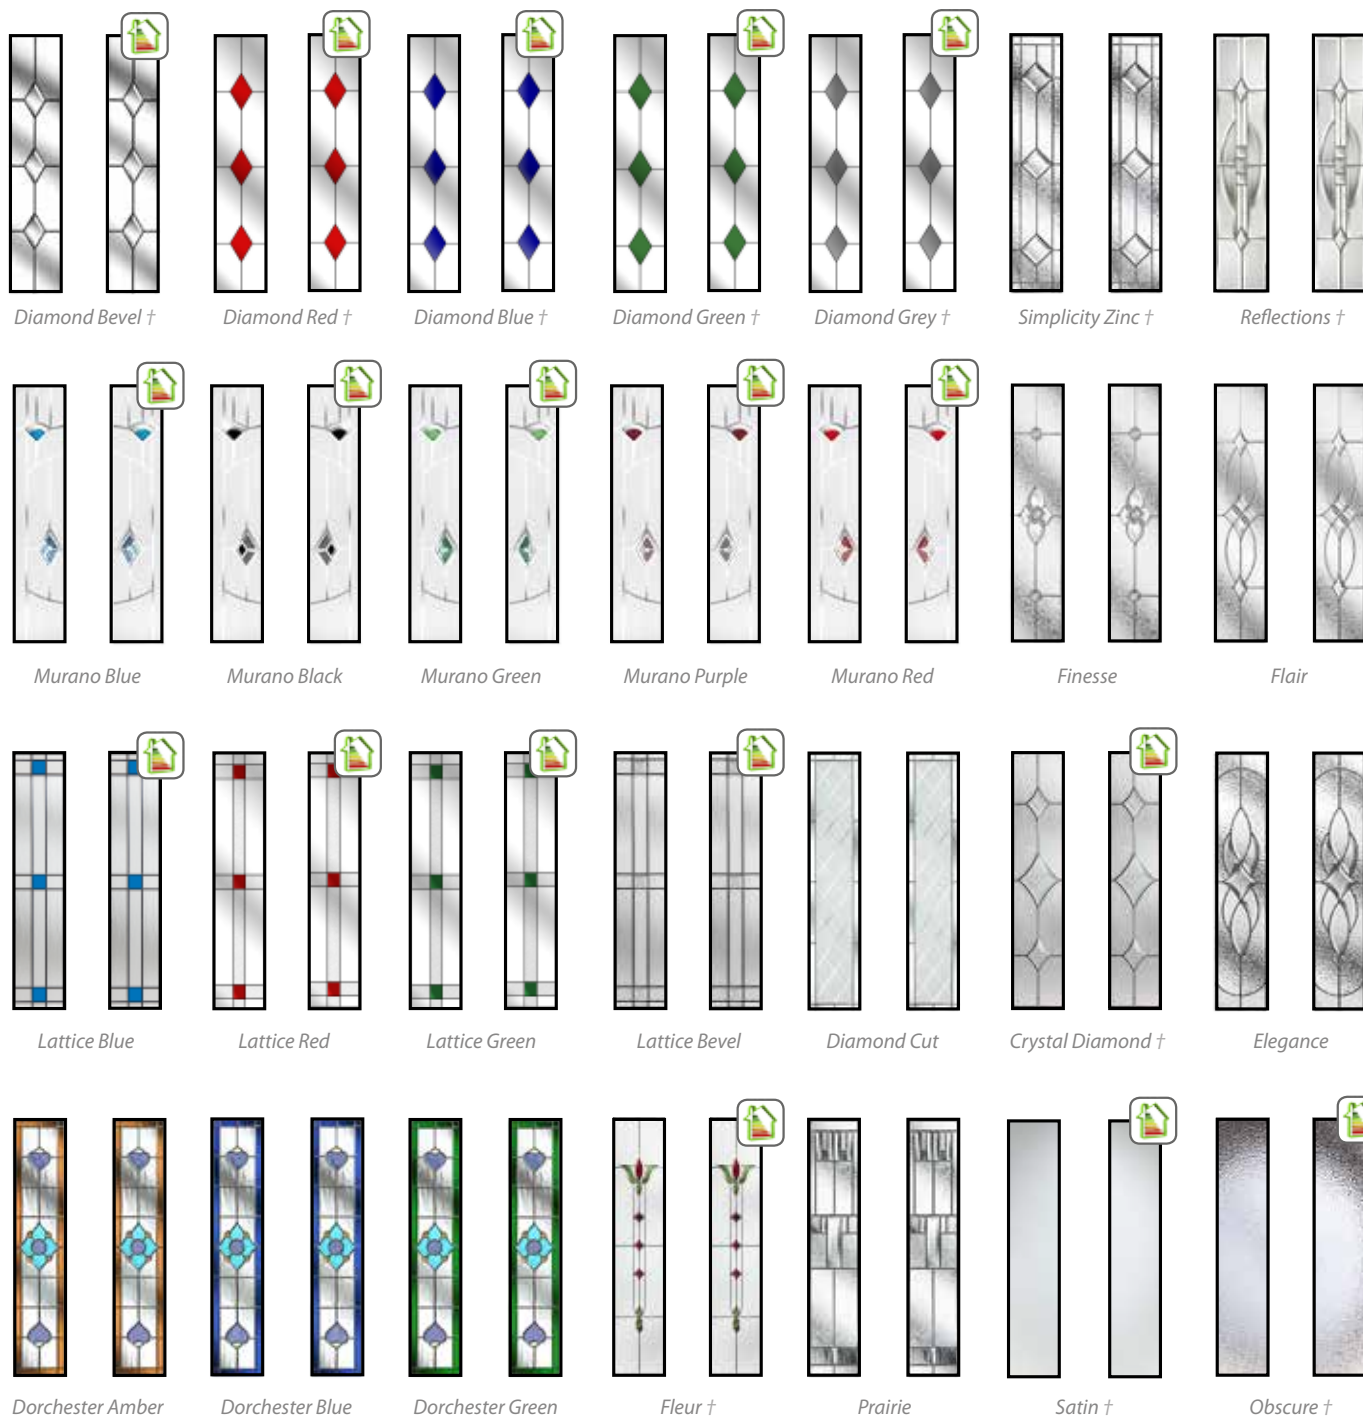 Diamond Bevel †
Diamond Red †
Diamond Blue †
Diamond Green †
Diamond Grey †
Simplicity Zinc †
Reflections †
Murano Blue
Murano Black
Murano Green
Murano Purple
Murano Red
Finesse
Flair
Lattice Blue
Lattice Red
Lattice Green
Lattice Bevel
Diamond Cut
Crystal Diamond †
Elegance
Dorchester Amber
Dorchester Blue
Dorchester Green
Fleur †
Prairie
Satin †
Obscure †